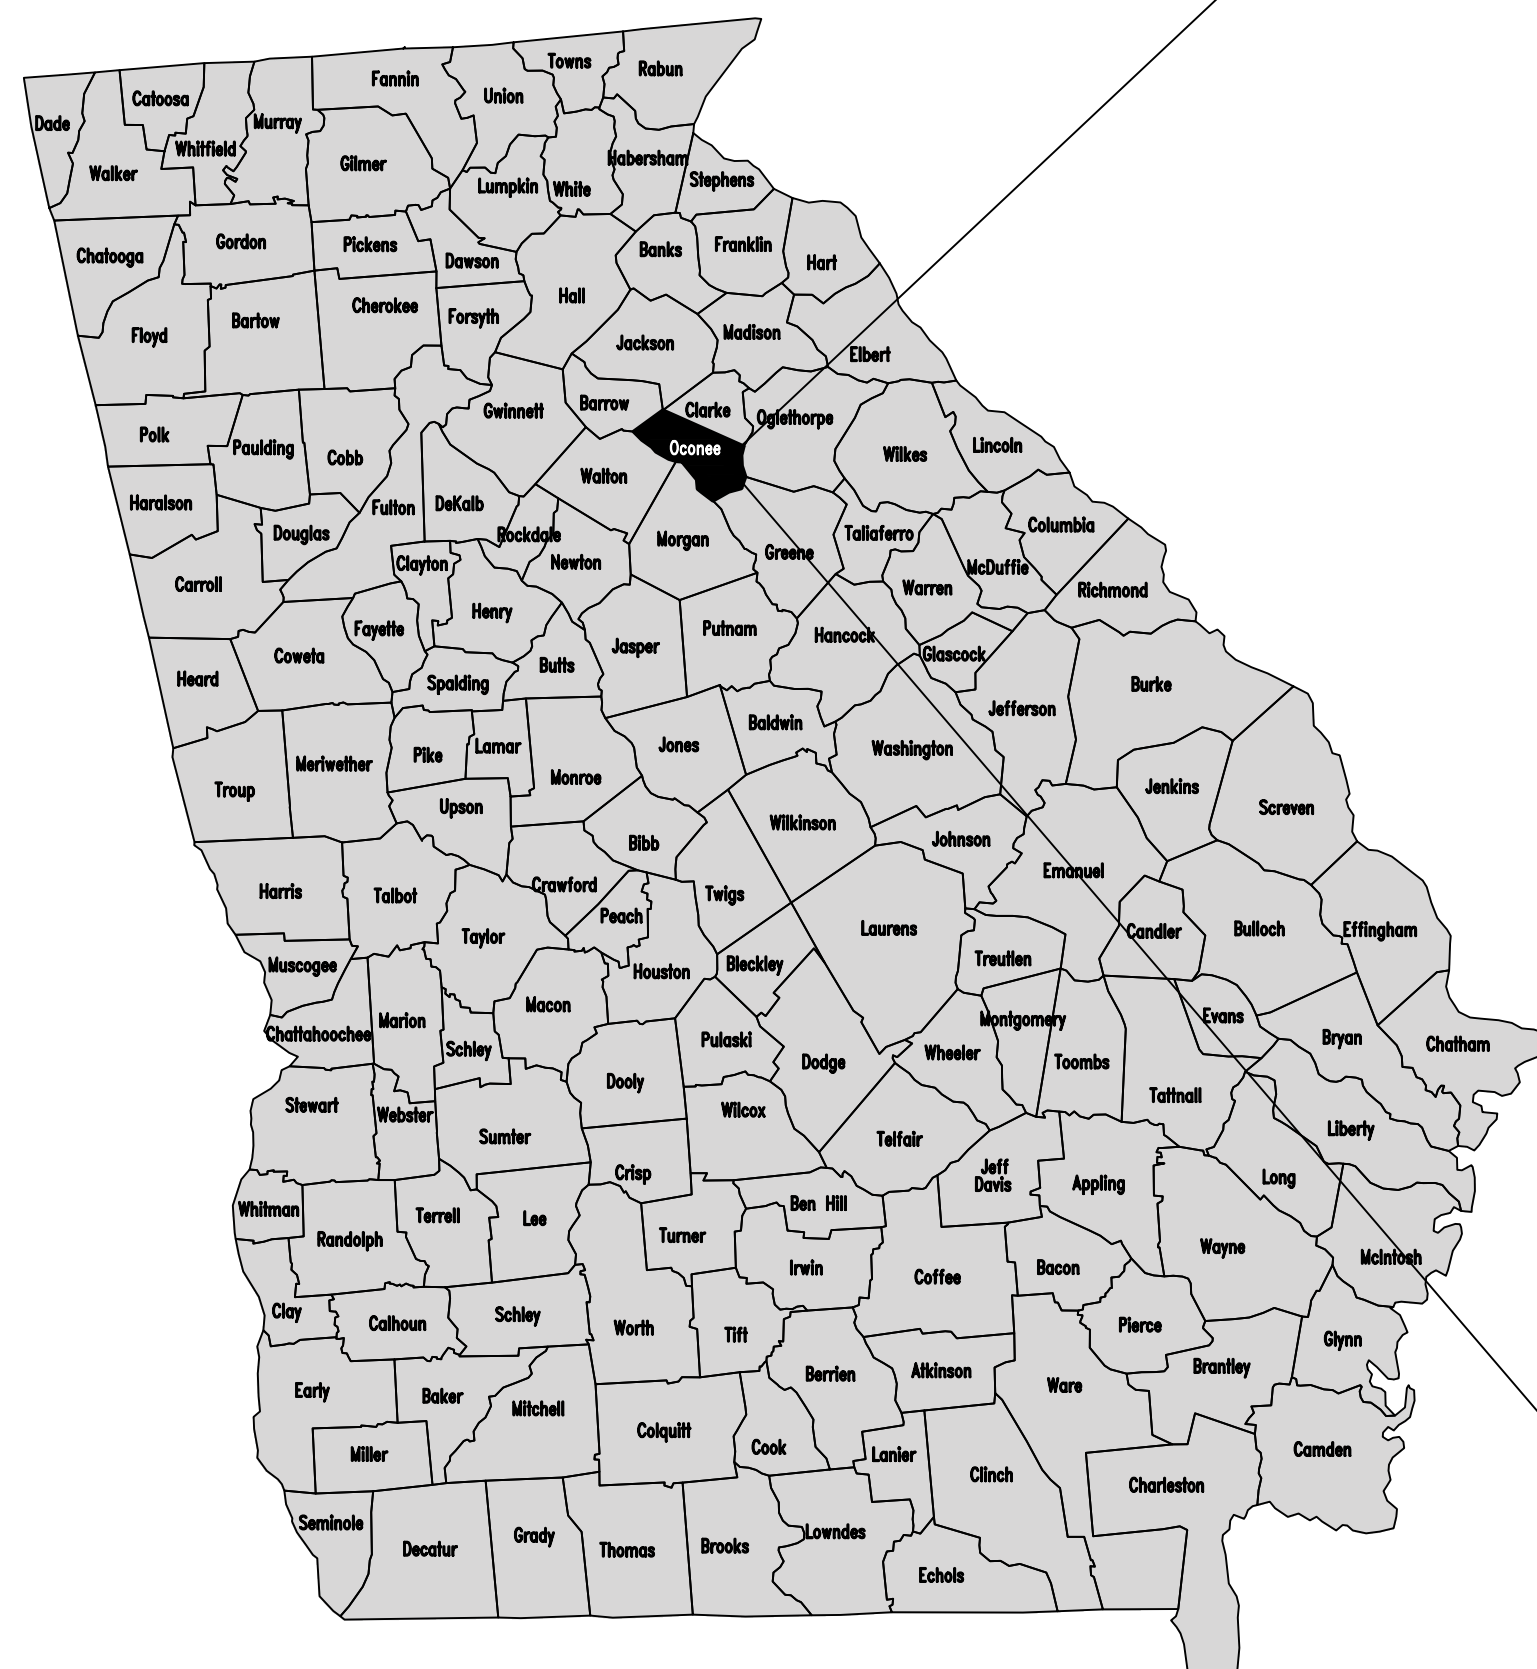 Towns
Rabun
Fannin
Union
Catoosa
Dade
Murray
Whitfield
Walker
Gilmer
Habersham
Lumpkin
White
Stephens
Chatooga
Gordon
Pickens
Dawson
Banks
Franklin
Hart
Hall
Cherokee
Forsyth
Bartow
Floyd
Jackson
Madison
Elbert
Gwinnett
Barrow
Clarke
Oglethorpe
Polk
Paulding
Cobb
Oconee
Wilkes
Lincoln
Walton
Haralson
Fulton
DeKalb
Douglas
Rockdale
Morgan
Greene
Taliaferro
Columbia
Clayton
Newton
Carroll
Warren
McDuffie
Richmond
Henry
Fayette
Jasper
Putnam
Hancock
Coweta
Butts
Glascock
Heard
Spalding
Burke
Jefferson
Baldwin
Jones
Washington
Pike
Lamar
Meriwether
Monroe
Troup
Upson
Jenkins
Screven
Wilkinson
Bibb
Johnson
Emanuel
Harris
Talbot
Crawford
Twigs
Peach
Laurens
Candler
Bulloch
Effingham
Taylor
Muscogee
Houston
Bleckley
Treutlen
Macon
Marion
Chattahoochee
Schley
Pulaski
Montgomery
Evans
Bryan
Chatham
Wheeler
Dodge
Toombs
Dooly
Tattnall
Stewart
Webster
Wilcox
Sumter
Telfair
Liberty
Crisp
Jeff
Davis
Appling
Long
Whitman
Terrell
Lee
Ben Hill
Randolph
Turner
Wayne
McIntosh
Irwin
Coffee
Bacon
Clay
Calhoun
Schley
Worth
Tift
Pierce
Glynn
Early
Baker
Mitchell
Berrien
Atkinson
Ware
Brantley
Colquitt
Cook
Miller
Lanier
Clinch
Charleston
Camden
Seminole
Decatur
Grady
Thomas
Brooks
Lowndes
Echols